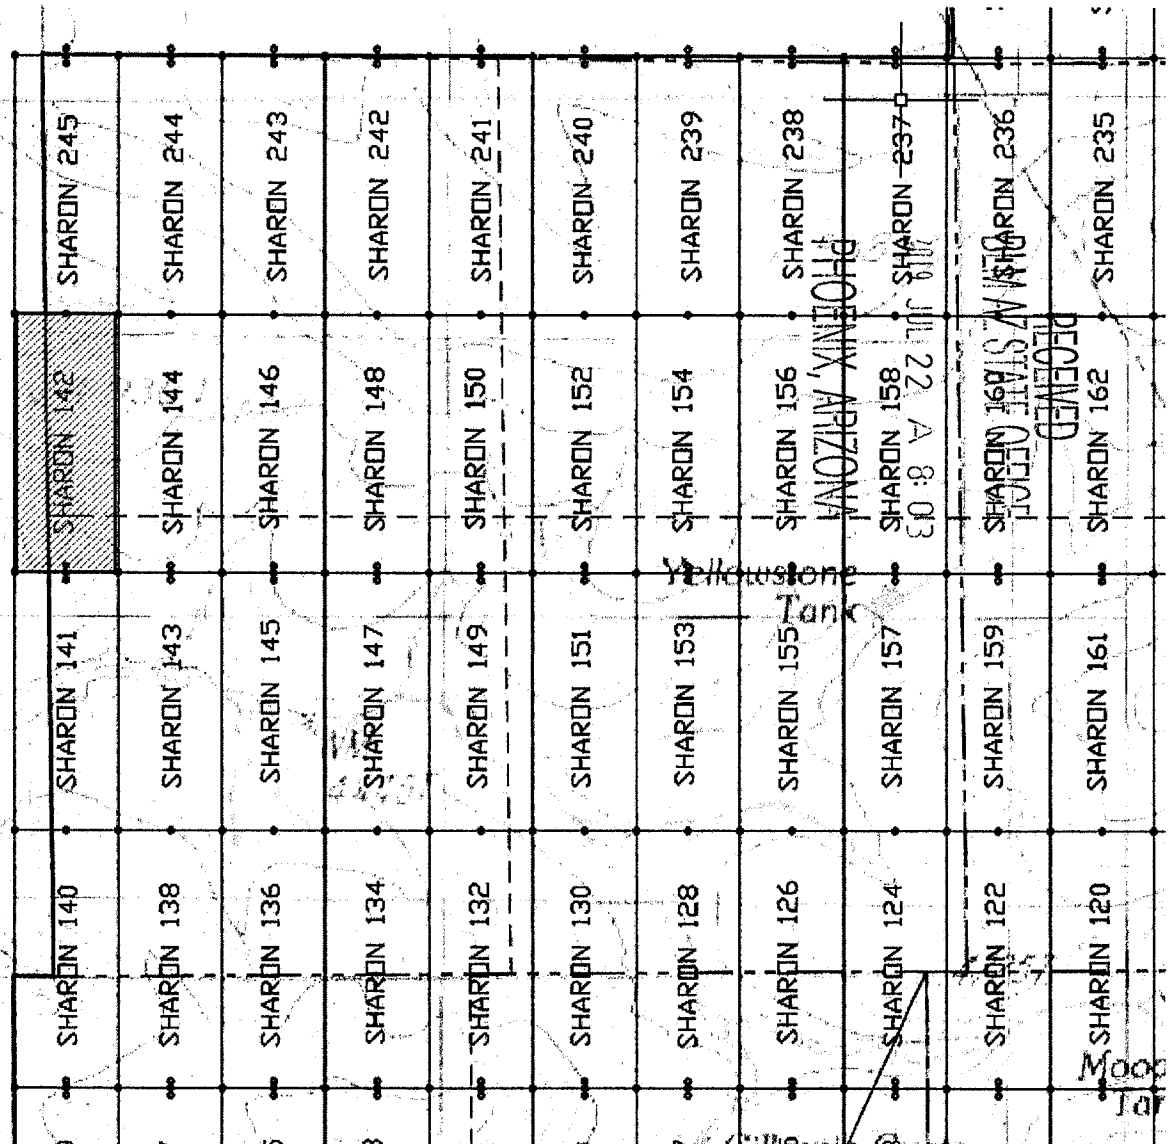 SHARON 245
SHARON 244
SHARON 243
SHARON 242
SHARON 241
SHARON 240
SHARON 239
SHARON 238
SHARON 237
SHARON 236
SHARON 235
SHARON 142
SHARON 144
SHARON 146
SHARON 148
SHARON 150
SHARON 152
SHARON 154
SHARON 156
SHARON 158
SHARON 160
SHARON 162
RECEIVED
BLM AZ STATE OFFICE
JUL 22 A 8:03
PHOENIX, ARIZONA
Yellowstone
Tank
SHARON 141
SHARON 143
SHARON 145
SHARON 147
SHARON 149
SHARON 151
SHARON 153
SHARON 155
SHARON 157
SHARON 159
SHARON 161
SHARON 140
SHARON 138
SHARON 136
SHARON 134
SHARON 132
SHARON 130
SHARON 128
SHARON 126
SHARON 124
SHARON 122
SHARON 120